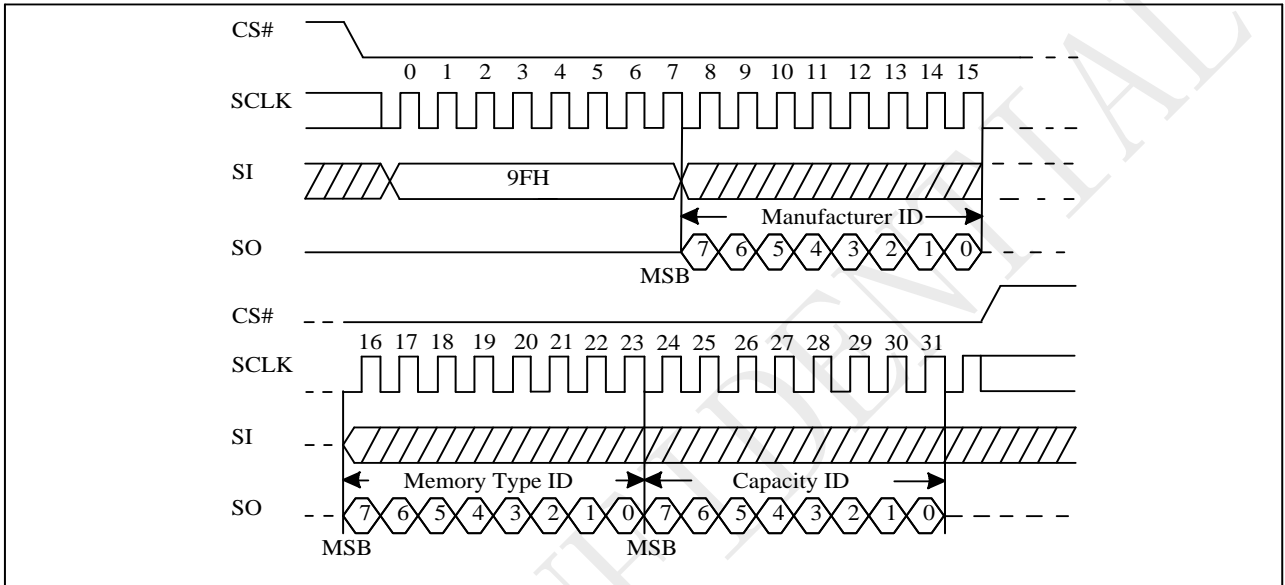 CS#
0 1 2 3 4 5 6 7 8 9 10 11 12 13 14 15
SCLK
SI
9FH
Manufacturer ID
SO
7 6 5 4 3 2 1 0
MSB
CS#
16 17 18 19 20 21 22 23 24 25 26 27 28 29 30 31
SCLK
SI
Memory Type ID Capacity ID
SO
7 6 5 4 3 2 1 0 7 6 5 4 3 2 1 0
MSB MSB